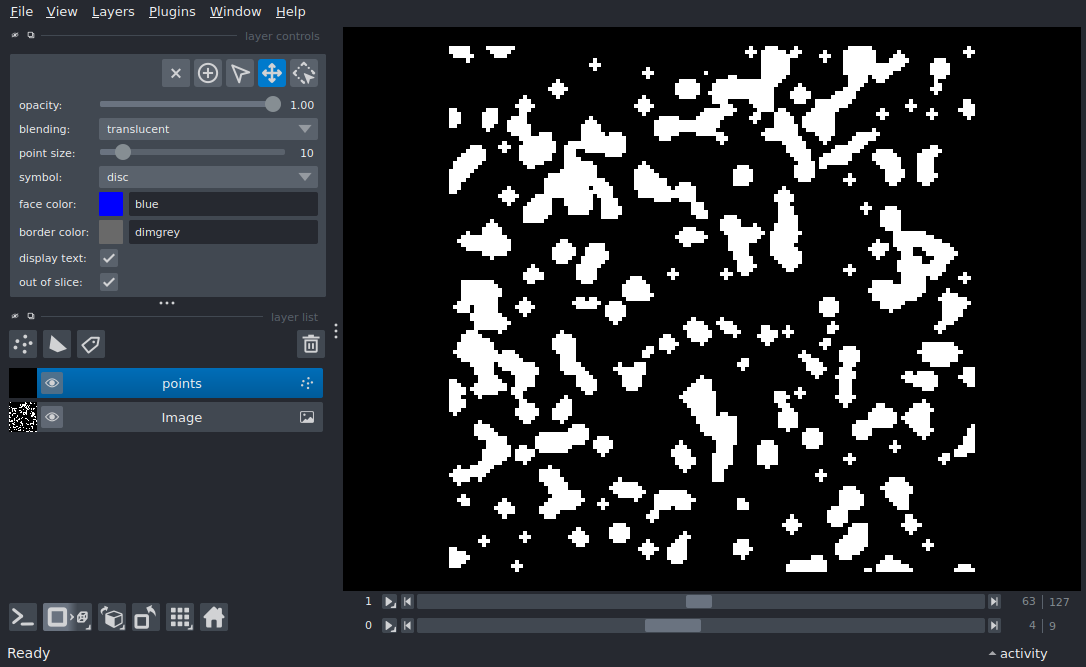 File View Layers Plugins Window Help
layer controls
opacity: 1.00
blending: translucent
point size: 10
symbol: disc
face color: blue
border color: dimgrey
display text:
out of slice:
layer list
points
Image
1 63 127
0 4 9
Ready activity